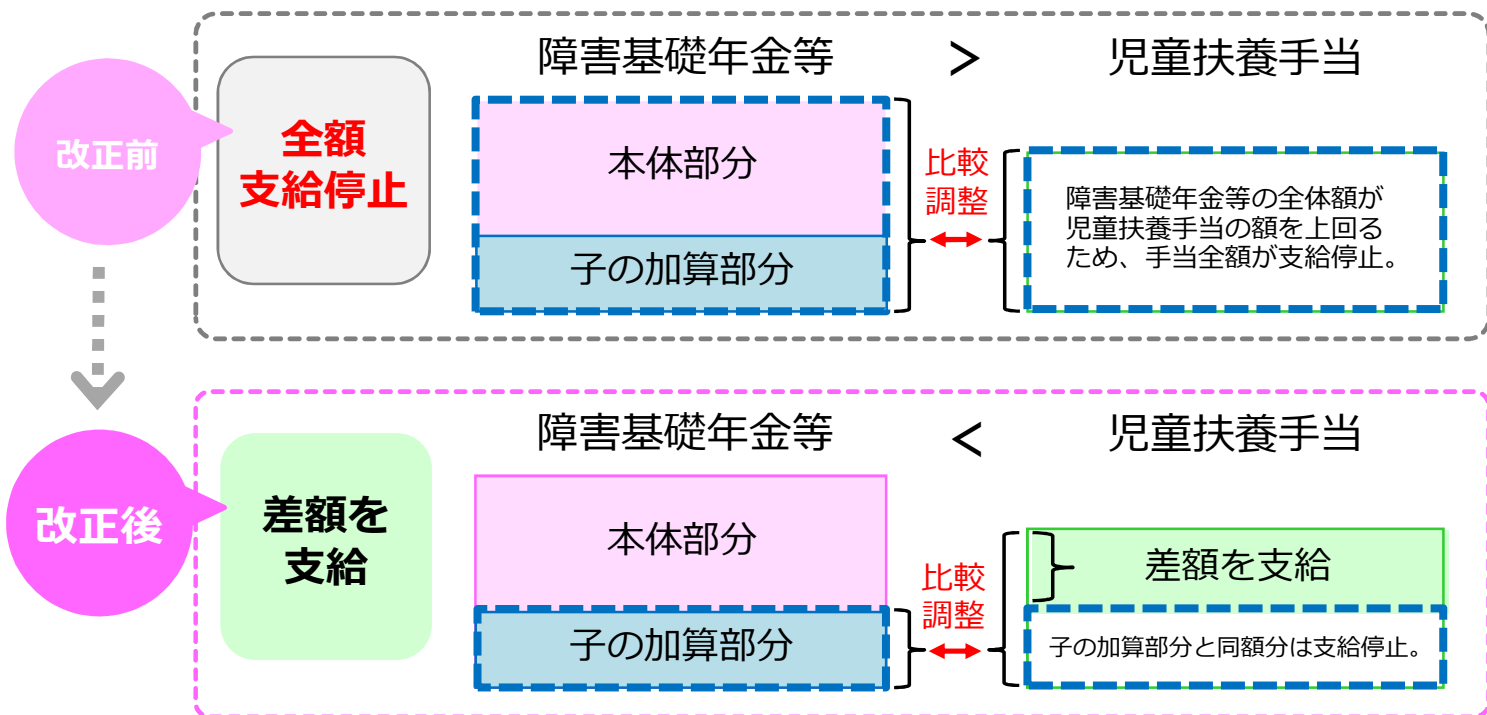 改正前
全額
支給停止
障害基礎年金等
>
児童扶養手当
本体部分
子の加算部分
比較
調整
障害基礎年金等の全体額が
児童扶養手当の額を上回る
ため、手当全額が支給停止。
改正後
差額を
支給
障害基礎年金等
<
児童扶養手当
本体部分
子の加算部分
比較
調整
差額を支給
子の加算部分と同額分は支給停止。